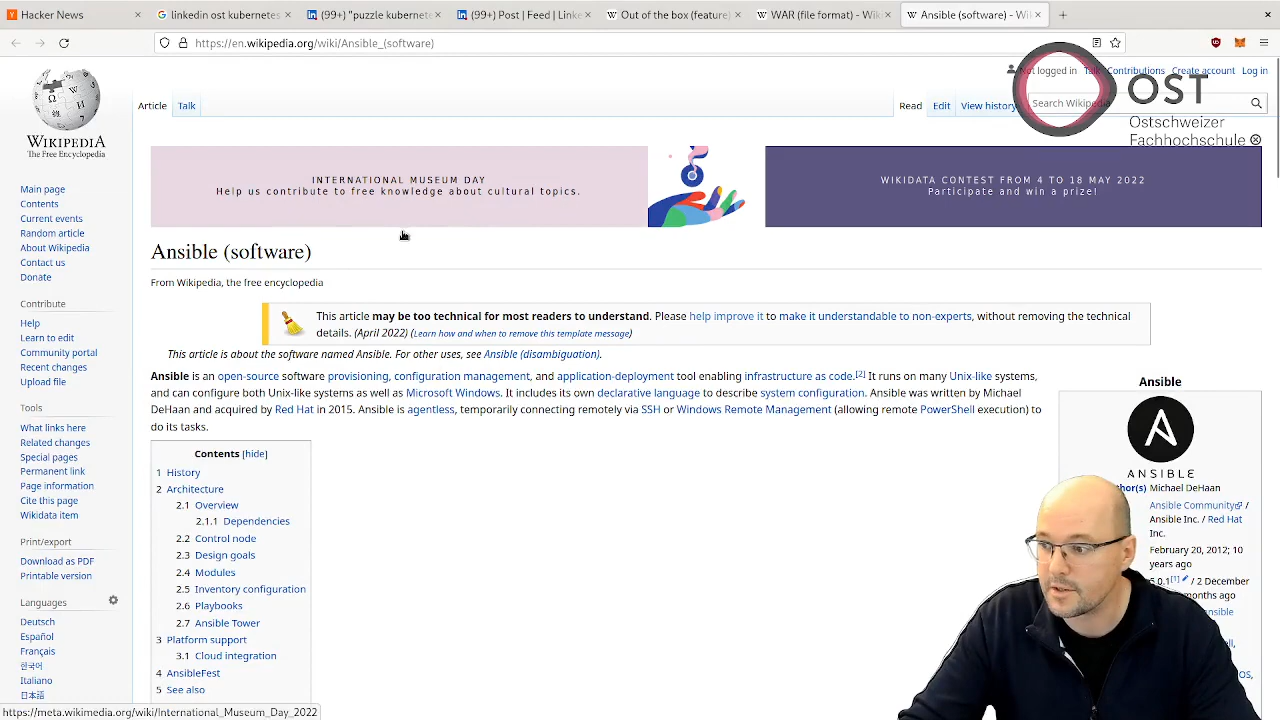 Hacker News
linkedin ost kubernetes
(99+) "puzzle kubernete
(99+) Post | Feed | Linke
Out of the box (feature)
WAR (file format) - Wik
Ansible (software) - Wi
https://en.wikipedia.org/wiki/Ansible_(software)
Not logged in Talk Contributions Create account Log in
Article Talk Read Edit View history Search Wikipedia
OST
Ostschweizer
Fachhochschule
WIKIPEDIA
The Free Encyclopedia
Main page
Contents
Current events
Random article
About Wikipedia
Contact us
Donate
Contribute
Help
Learn to edit
Community portal
Recent changes
Upload file
Tools
What links here
Related changes
Special pages
Permanent link
Page information
Cite this page
Wikidata item
Print/export
Download as PDF
Printable version
Languages
Deutsch
Español
Français
한국어
Italiano
日本語
INTERNATIONAL MUSEUM DAY
Help us contribute to free knowledge about cultural topics.
WIKIDATA CONTEST FROM 4 TO 18 MAY 2022
Participate and win a prize!
Ansible (software)
From Wikipedia, the free encyclopedia
This article may be too technical for most readers to understand. Please help improve it to make it understandable to non-experts, without removing the technical
details. (April 2022) (Learn how and when to remove this template message)
This article is about the software named Ansible. For other uses, see Ansible (disambiguation).
Ansible is an open-source software provisioning, configuration management, and application-deployment tool enabling infrastructure as code.[2] It runs on many Unix-like systems,
and can configure both Unix-like systems as well as Microsoft Windows. It includes its own declarative language to describe system configuration. Ansible was written by Michael
DeHaan and acquired by Red Hat in 2015. Ansible is agentless, temporarily connecting remotely via SSH or Windows Remote Management (allowing remote PowerShell execution) to
do its tasks.
Contents [hide]
1 History
2 Architecture
2.1 Overview
2.1.1 Dependencies
2.2 Control node
2.3 Design goals
2.4 Modules
2.5 Inventory configuration
2.6 Playbooks
2.7 Ansible Tower
3 Platform support
3.1 Cloud integration
4 AnsibleFest
5 See also
Ansible
ANSIBLE
hor(s) Michael DeHaan
Ansible Community /
Ansible Inc. / Red Hat
Inc.
February 20, 2012; 10
years ago
.0.1[1] / 2 December
onths ago
ansible
OS,
https://meta.wikimedia.org/wiki/International_Museum_Day_2022